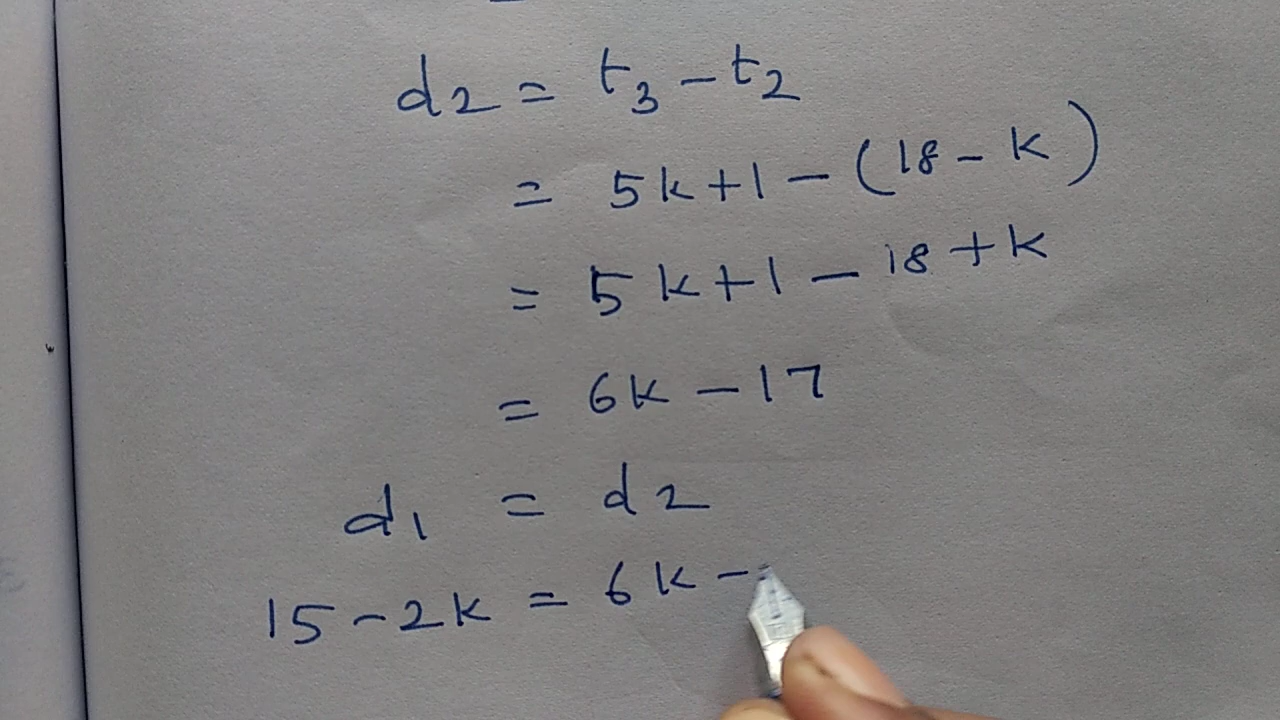 d2 = t3 - t2
= 5k+1 - (18 - k)
= 5k+1 - 18 + k
= 6k - 17
d1 = d2
15 - 2k = 6k -